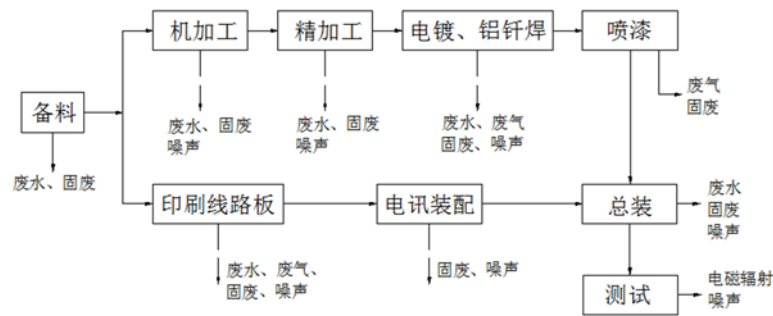 机加工
精加工
电镀、铝钎焊
喷漆
废气
固废
备料
废水、固废
噪声
废水、固废
噪声
废水、废气
固废、噪声
废水、固废
印刷线路板
电讯装配
总装
废水
固废
噪声
废水、废气、
固废、噪声
固废、噪声
测试
电磁辐射
噪声